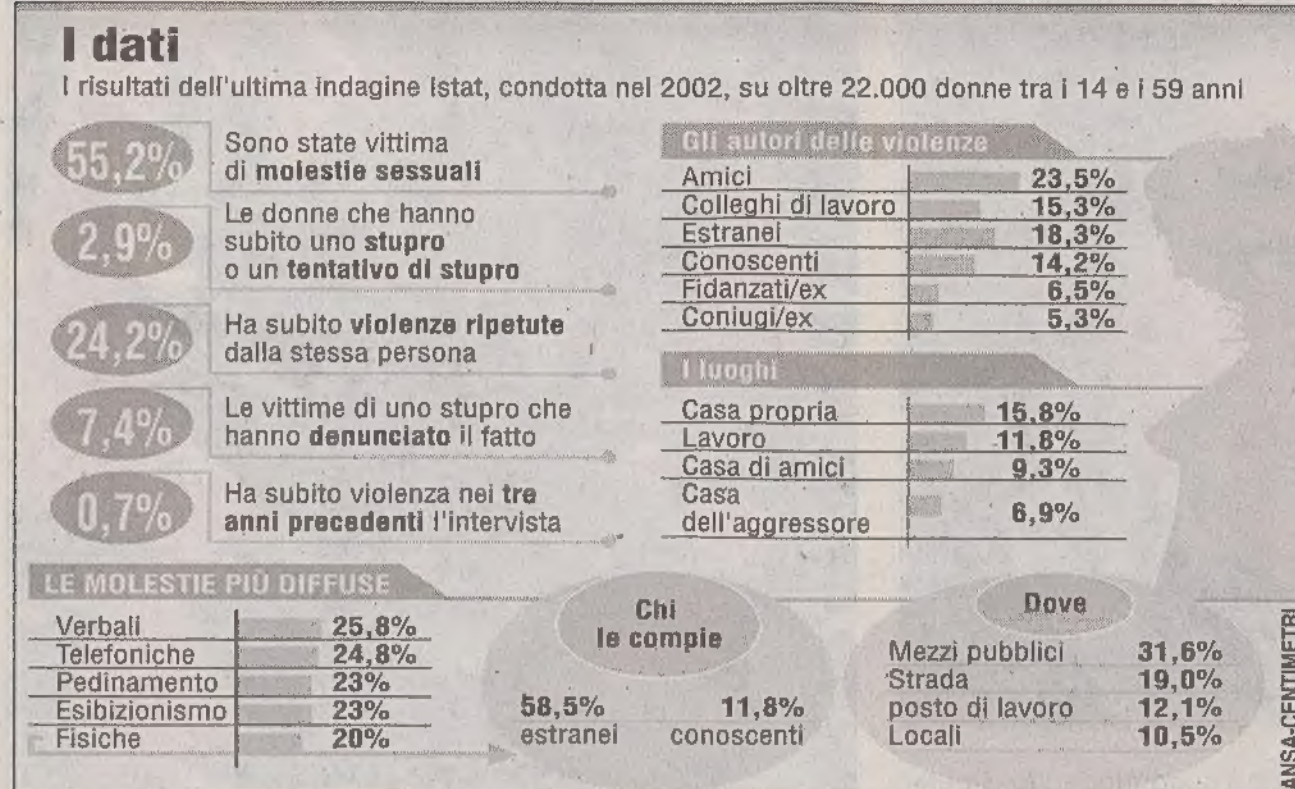 I dati
I risultati dell'ultima indagine Istat, condotta nel 2002, su oltre 22.000 donne tra i 14 e i 59 anni
55,2%
Sono state vittima
di molestie sessuali
2,9%
Le donne che hanno
subito uno stupro
o un tentativo di stupro
24,2%
Ha subito violenze ripetute
dalla stessa persona
7,4%
Le vittime di uno stupro che
hanno denunciato il fatto
0,7%
Ha subito violenza nei tre
anni precedenti l'intervista
Gli autori delle violenze
Amici 23,5%
Colleghi di lavoro 15,3%
Estranei 18,3%
Conoscenti 14,2%
Fidanzati/ex 6,5%
Coniugi/ex 5,3%
I luoghi
Casa propria 15,8%
Lavoro 11,8%
Casa di amici 9,3%
Casa
dell'aggressore 6,9%
LE MOLESTIE PIÙ DIFFUSE
Verbali 25,8%
Telefoniche 24,8%
Pedinamento 23%
Esibizionismo 23%
Fisiche 20%
Chi
le compie
58,5% 11,8%
estranei conoscenti
Dove
Mezzi pubblici 31,6%
Strada 19,0%
posto di lavoro 12,1%
Locali 10,5%
ANSA-CENTIMETRI